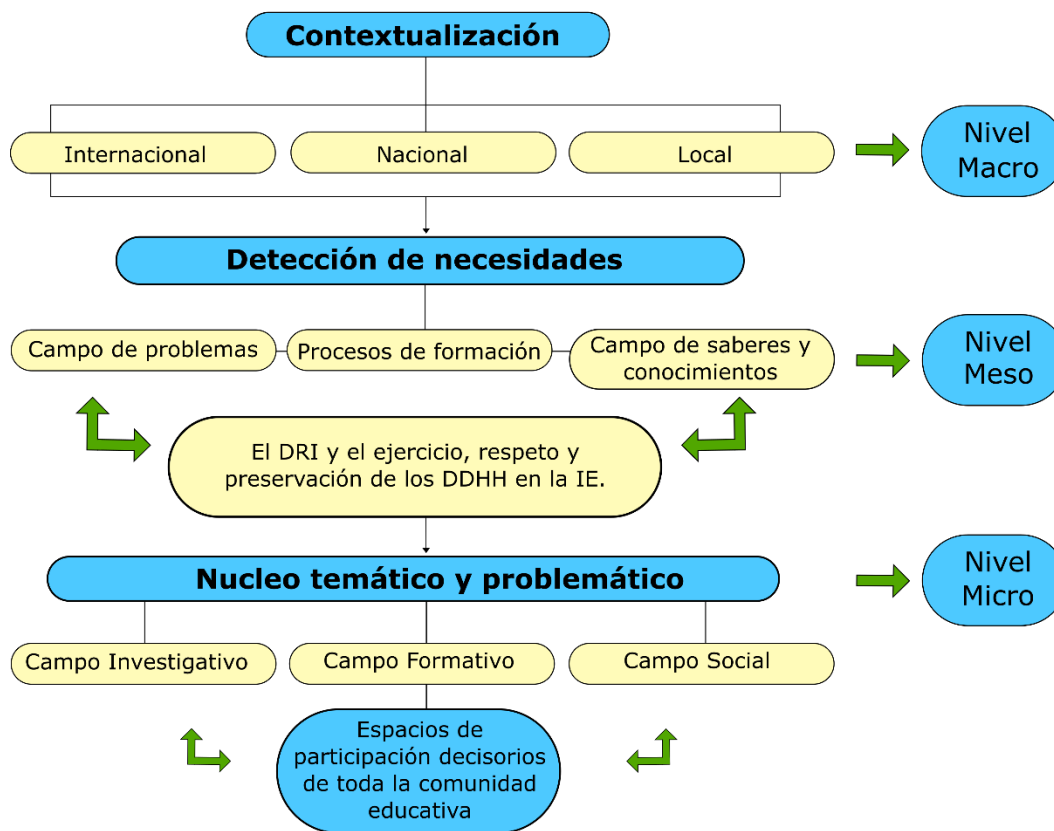 Contextualización
Internacional
Nacional
Local
Nivel
Macro
Detección de necesidades
Campo de problemas
Procesos de formación
Campo de saberes y
conocimientos
Nivel
Meso
El DRI y el ejercicio, respeto y
preservación de los DDHH en la IE.
Nucleo temático y problemático
Nivel
Micro
Campo Investigativo
Campo Formativo
Campo Social
Espacios de
participación decisorios
de toda la comunidad
educativa